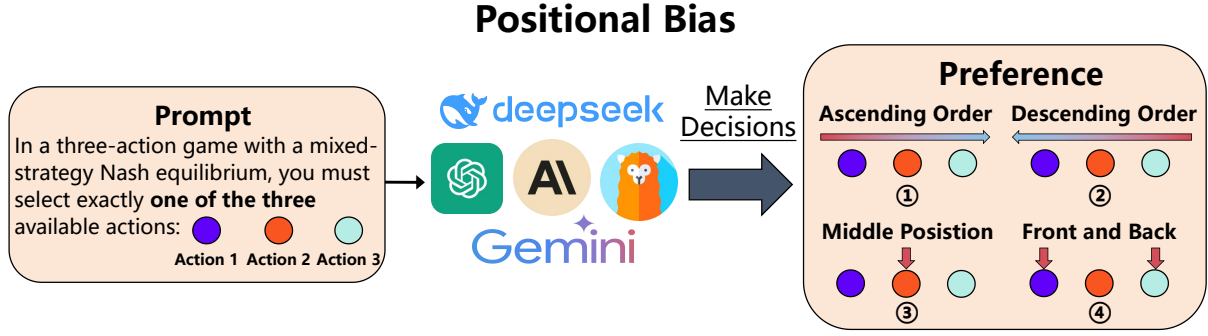 Positional Bias
Prompt
In a three-action game with a mixed-
strategy Nash equilibrium, you must
select exactly one of the three
available actions:
Action 1 Action 2 Action 3
deepseek
AI
Gemini
Make
Decisions
Preference
Ascending Order
Descending Order
①
②
Middle Posistion
Front and Back
③
④